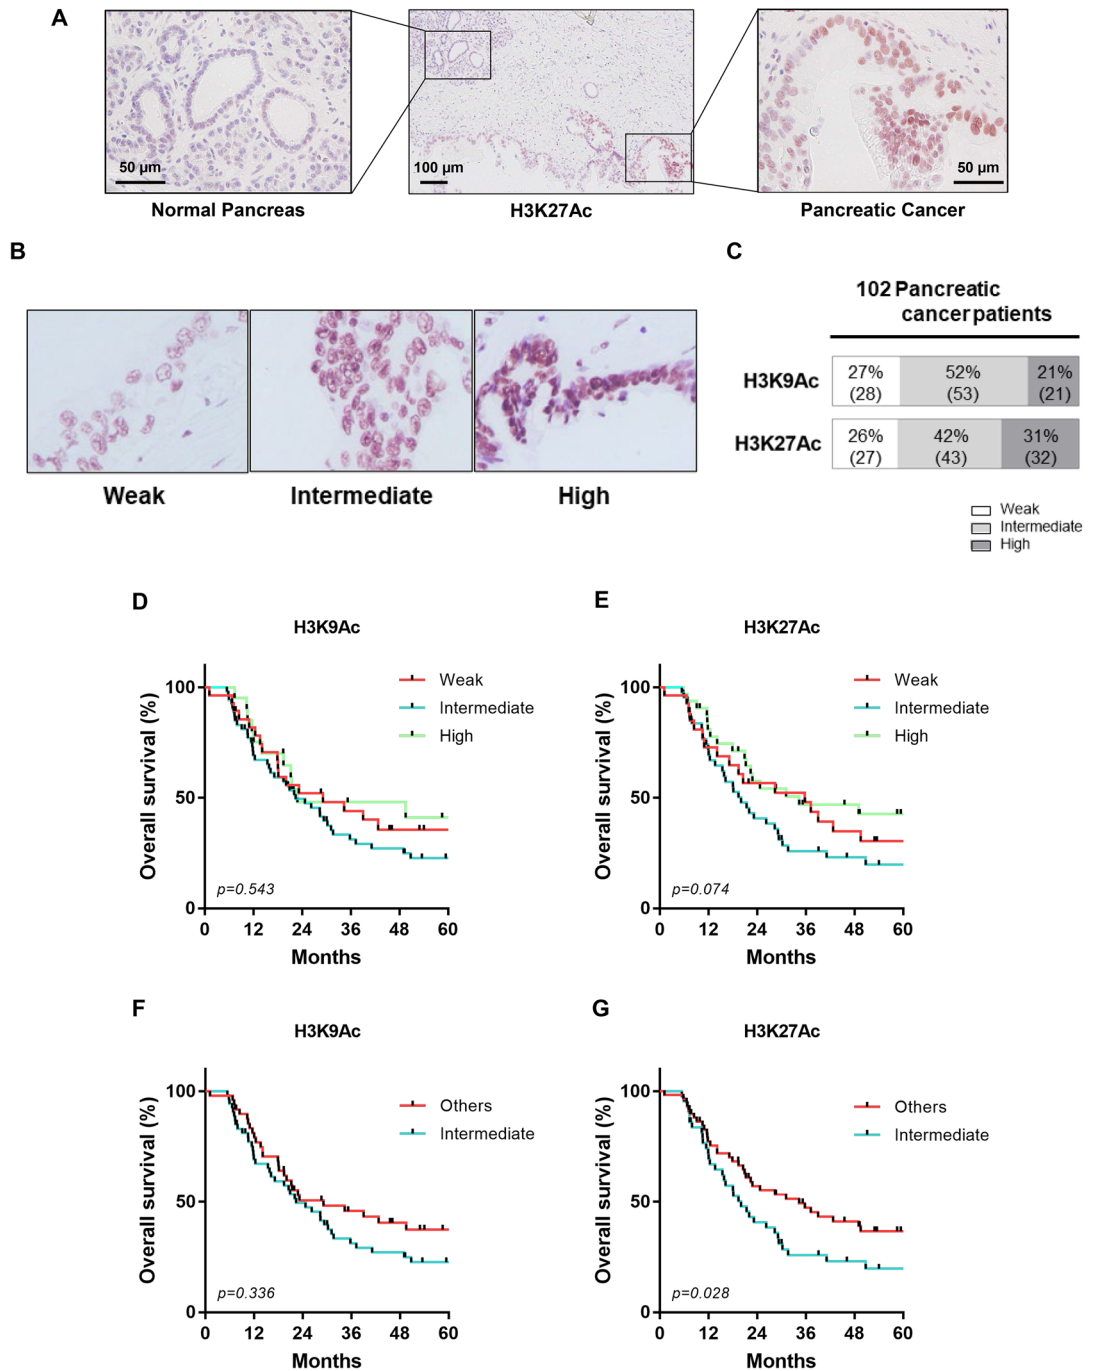 A
50 μm
100 μm
50 μm
Normal Pancreas
H3K27Ac
Pancreatic Cancer
B
Weak
Intermediate
High
C
102 Pancreatic
cancer patients
H3K9Ac
27%
(28)
52%
(53)
21%
(21)
H3K27Ac
26%
(27)
42%
(43)
31%
(32)
Weak
Intermediate
High
D
H3K9Ac
Overall survival (%)
100
50
0
Weak
Intermediate
High
p=0.543
0 12 24 36 48 60
Months
E
H3K27Ac
Overall survival (%)
100
50
0
Weak
Intermediate
High
p=0.074
0 12 24 36 48 60
Months
F
H3K9Ac
Overall survival (%)
100
50
0
Others
Intermediate
p=0.336
0 12 24 36 48 60
Months
G
H3K27Ac
Overall survival (%)
100
50
0
Others
Intermediate
p=0.028
0 12 24 36 48 60
Months